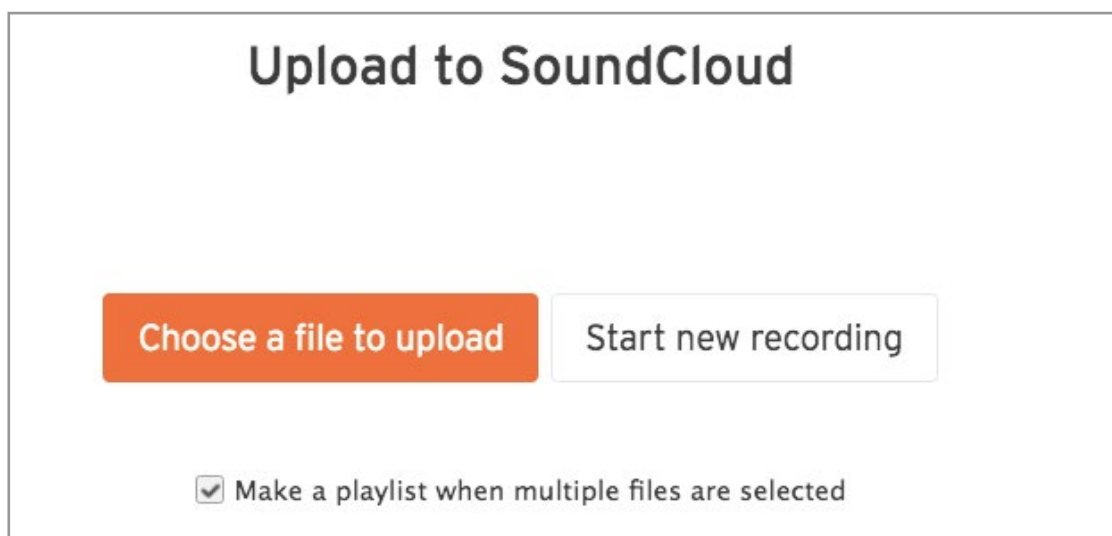 Upload to SoundCloud
Choose a file to upload
Start new recording
Make a playlist when multiple files are selected